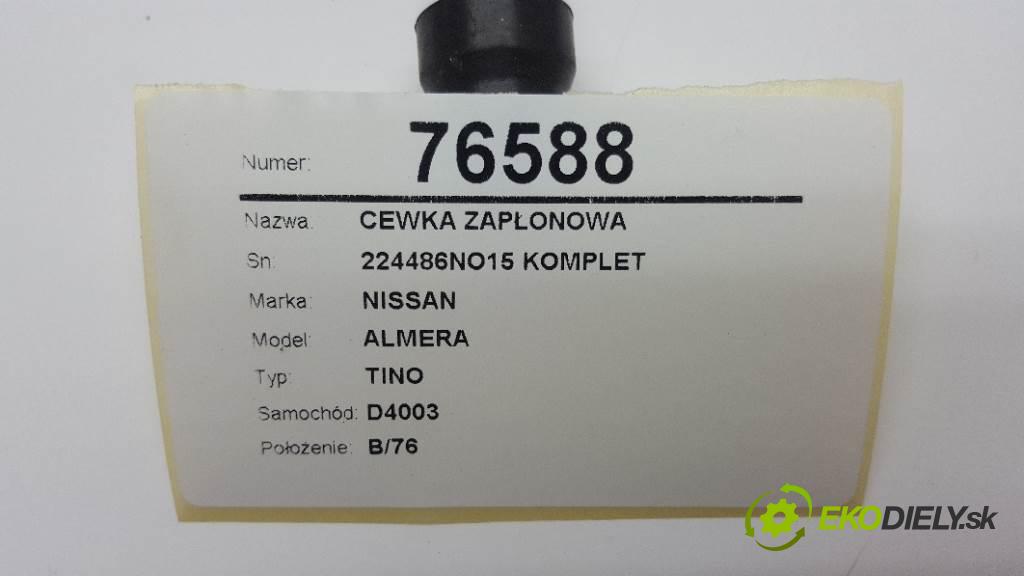 Numer: 76588
Nazwa: CEWKA ZAPŁONOWA
Sn: 224486NO15 KOMPLET
Marka: NISSAN
Model: ALMERA
Typ: TINO
Samochód: D4003
Położenie: B/76
EKODIELY.sk